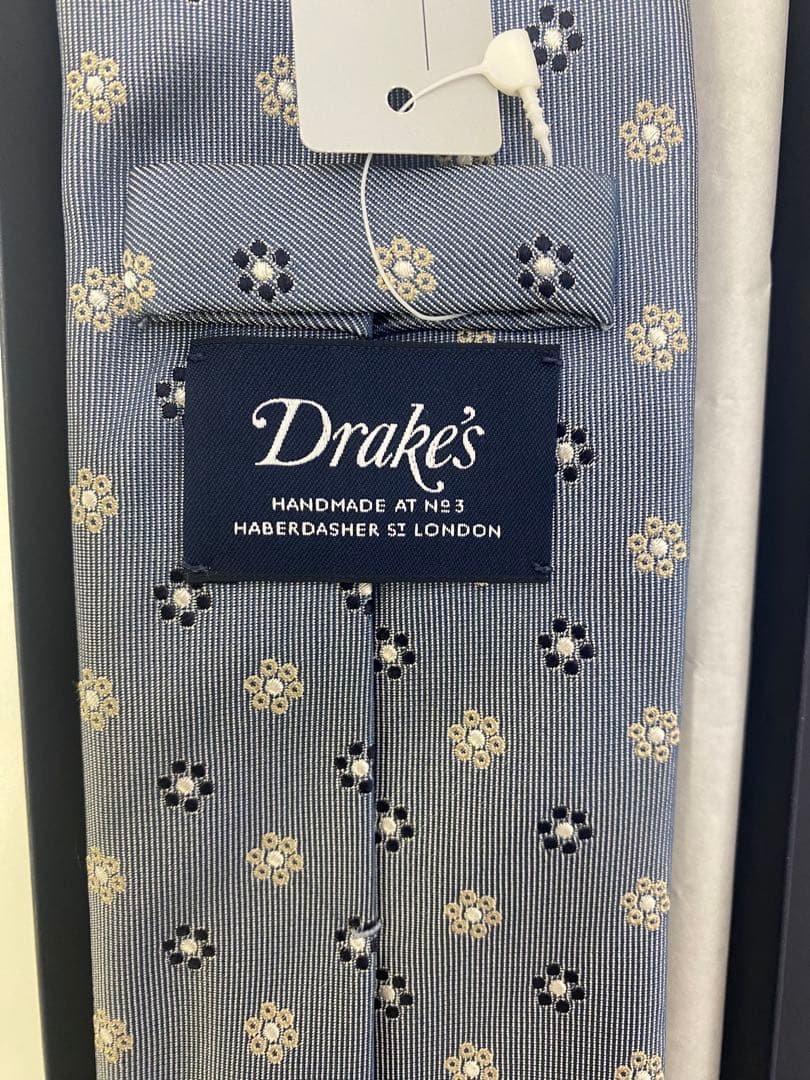 Drake's
HANDMADE AT Nº3
HABERDASHER ST LONDON